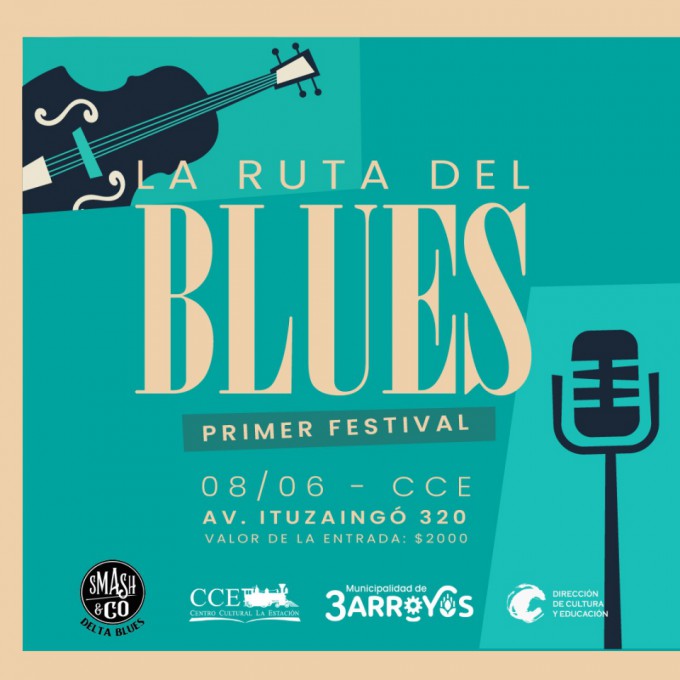 LA RUTA DEL
BLUES
PRIMER FESTIVAL
08/06 - CCE
AV. ITUZAINGÓ 320
VALOR DE LA ENTRADA: $2000
SMASH
& CO
DELTA BLUES
CCE
CENTRO CULTURAL LA ESTACIÓN
Municipalidad de
3ARROYOS
DIRECCIÓN
DE CULTURA
Y EDUCACIÓN